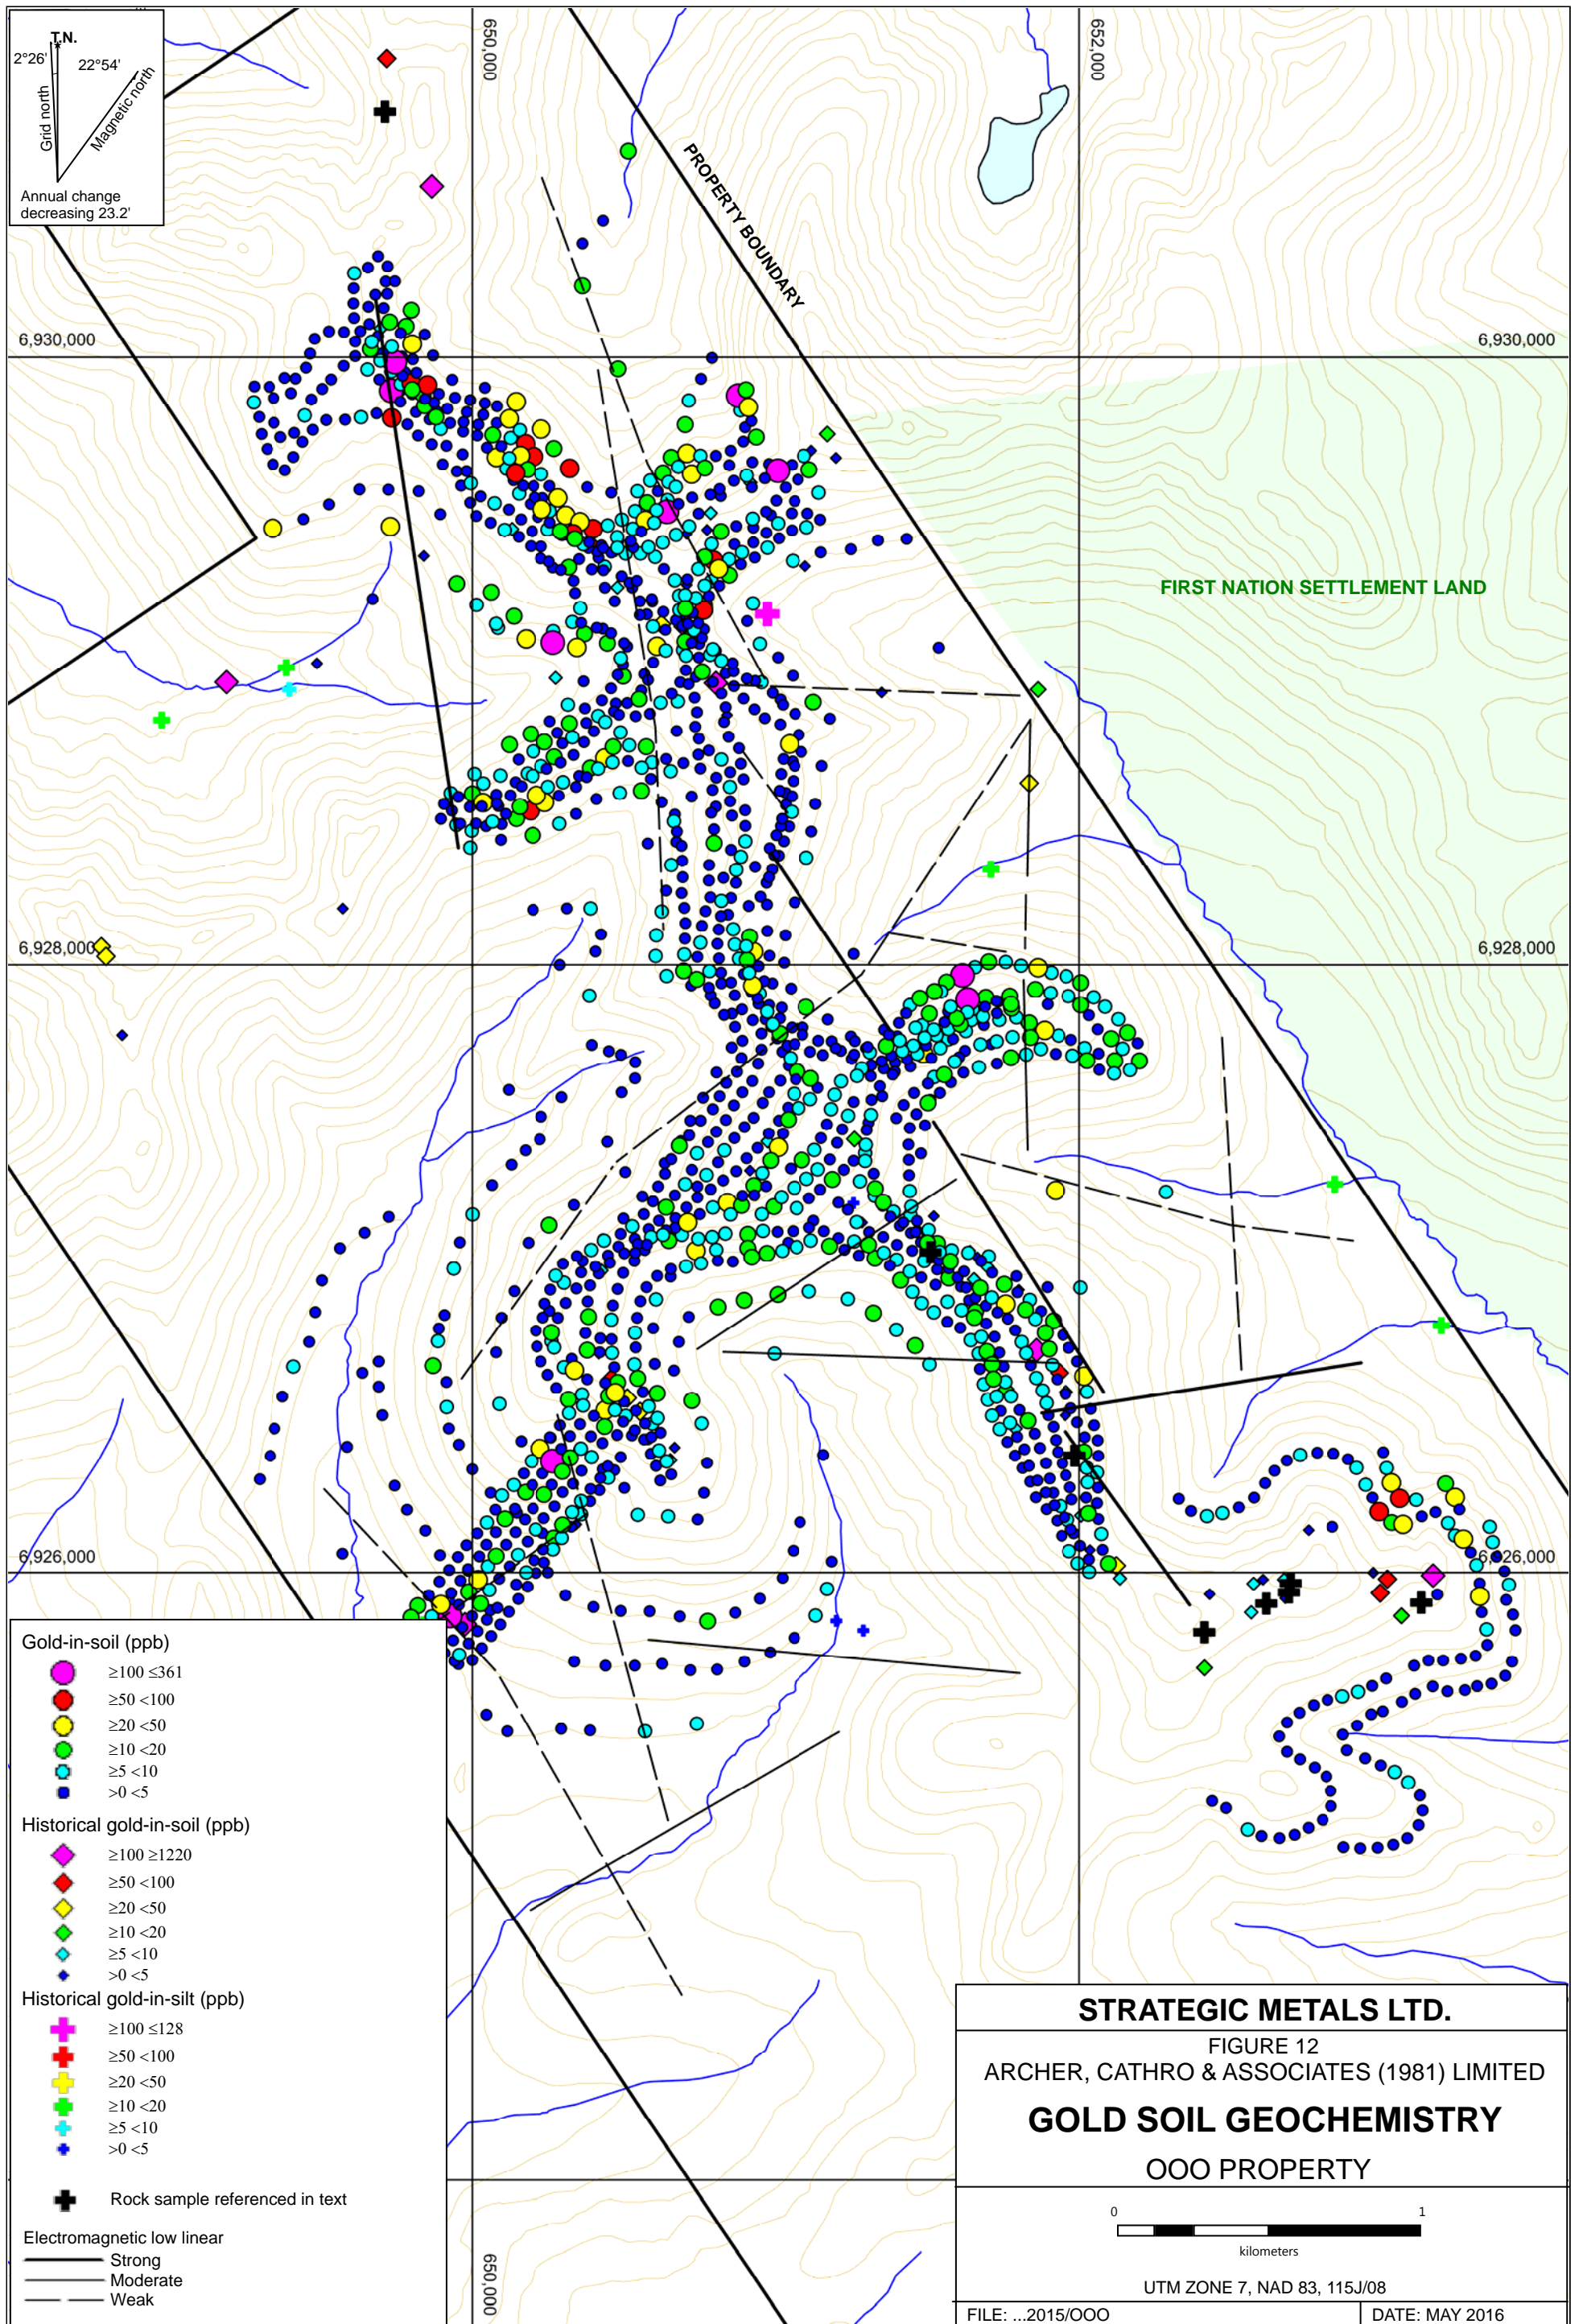 T.N.
2°26'
22°54'
Grid north
Magnetic north
Annual change
decreasing 23.2'
650,000
652,000
PROPERTY BOUNDARY
6,930,000
6,930,000
FIRST NATION SETTLEMENT LAND
6,928,000
6,928,000
6,926,000
6,926,000
Gold-in-soil (ppb)
≥100 ≤361
≥50 <100
≥20 <50
≥10 <20
≥5 <10
>0 <5
Historical gold-in-soil (ppb)
≥100 ≥1220
≥50 <100
≥20 <50
≥10 <20
≥5 <10
>0 <5
Historical gold-in-silt (ppb)
≥100 ≤128
≥50 <100
≥20 <50
≥10 <20
≥5 <10
>0 <5
Rock sample referenced in text
Electromagnetic low linear
Strong
Moderate
Weak
650,000
STRATEGIC METALS LTD.
FIGURE 12
ARCHER, CATHRO & ASSOCIATES (1981) LIMITED
GOLD SOIL GEOCHEMISTRY
OOO PROPERTY
0 1
kilometers
UTM ZONE 7, NAD 83, 115J/08
FILE: ...2015/OOO
DATE: MAY 2016